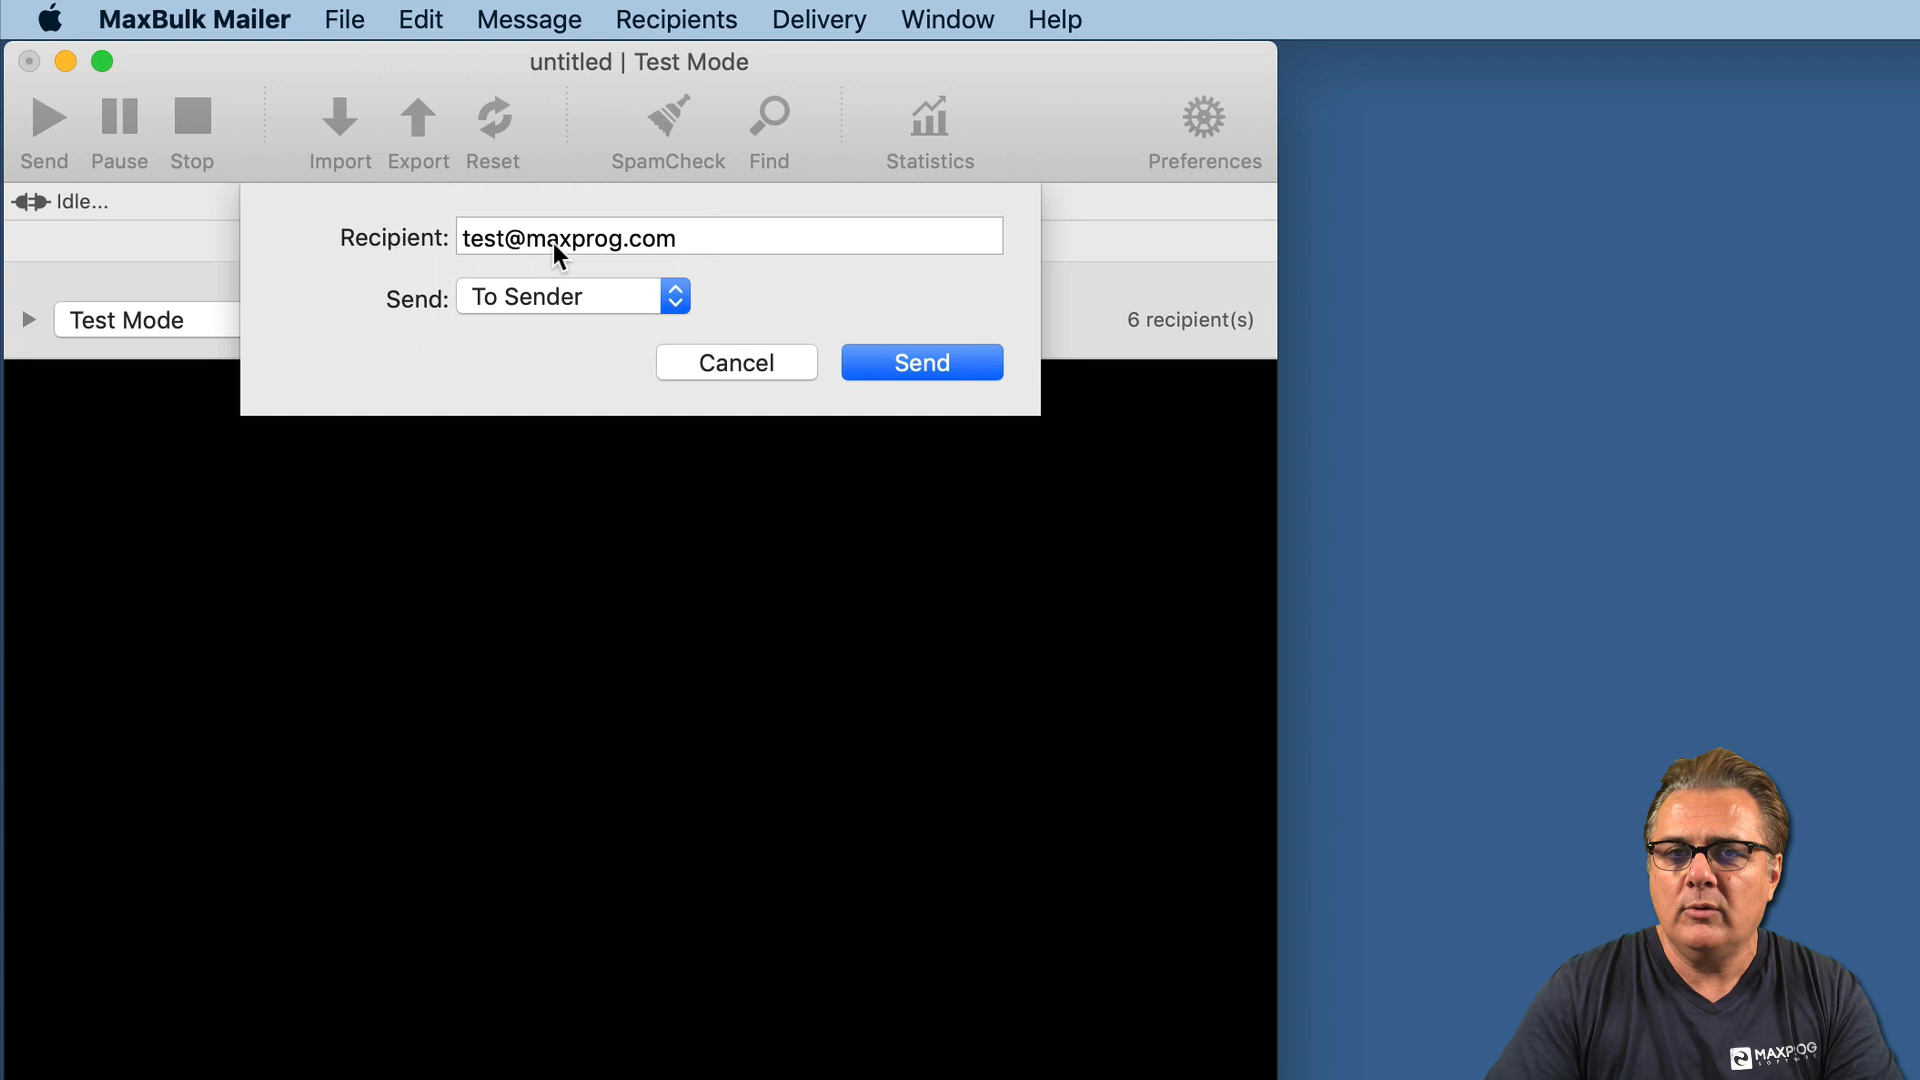 MaxBulk Mailer File Edit Message Recipients Delivery Window Help
untitled | Test Mode
Send Pause Stop Import Export Reset SpamCheck Find Statistics Preferences
Idle...
Recipient: test@maxprog.com
Send: To Sender
Test Mode
6 recipient(s)
Cancel Send
MAXPROG
SOFTWARE